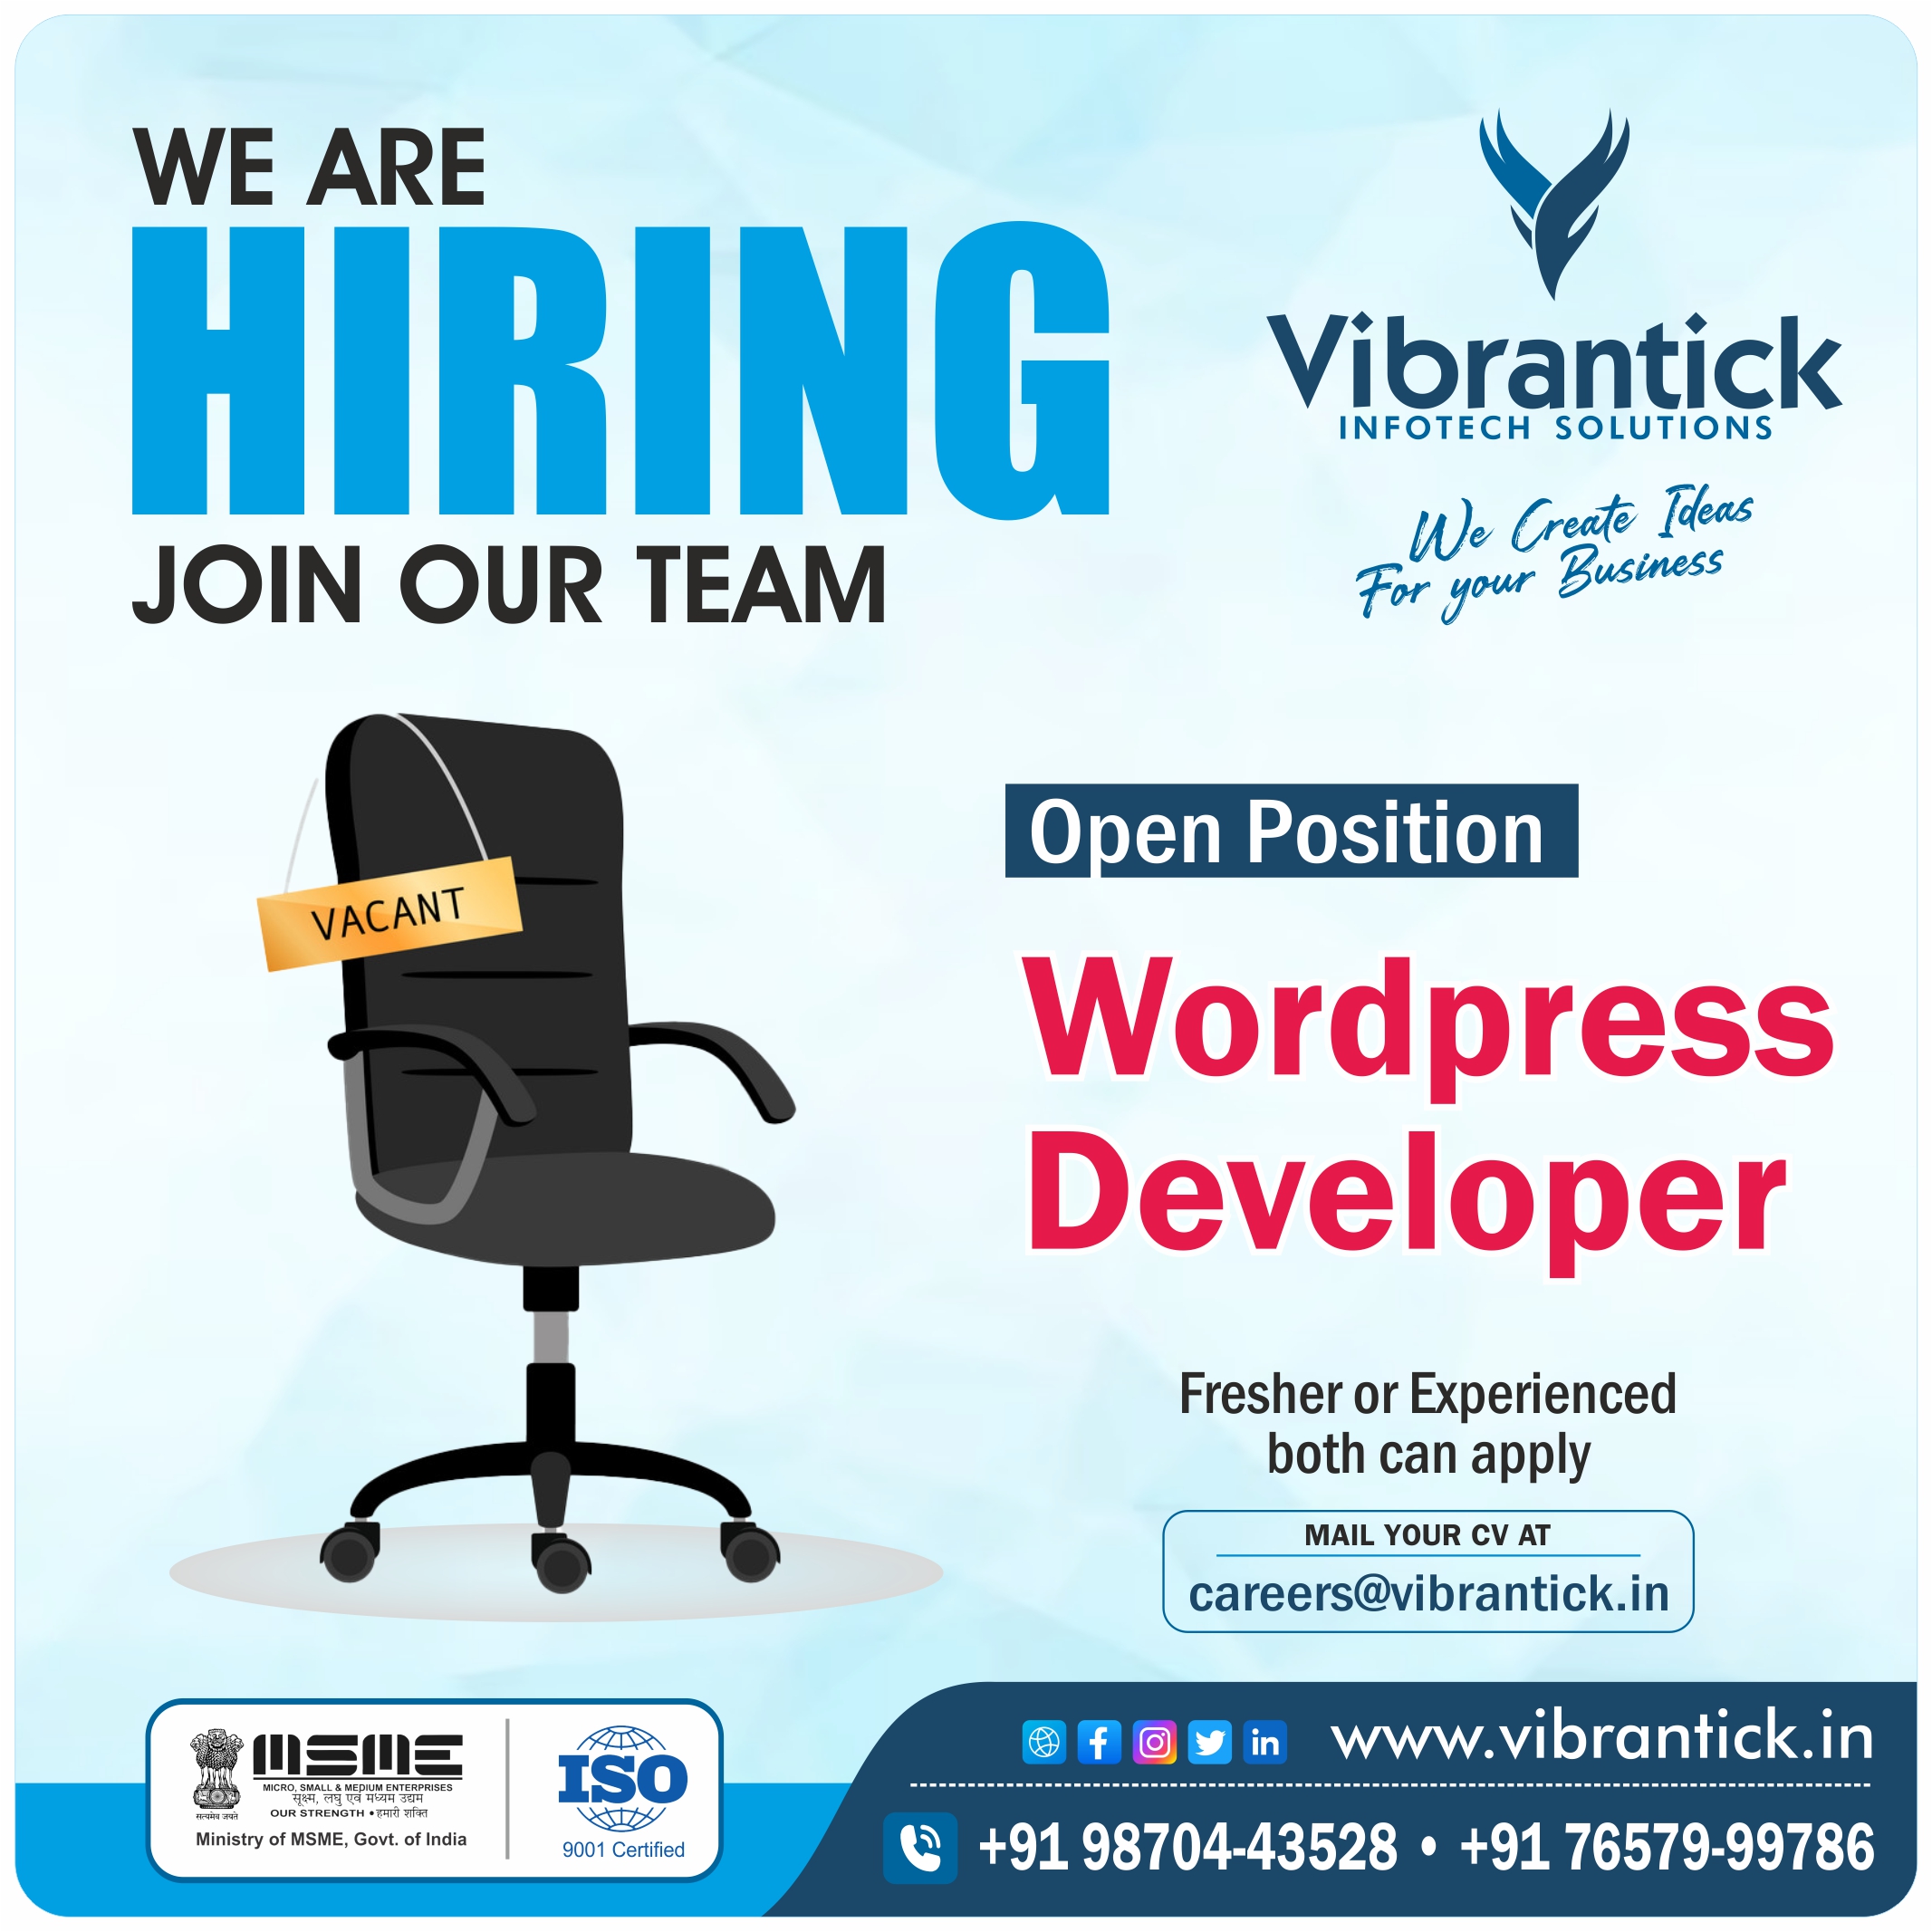 WE ARE
HIRING
JOIN OUR TEAM
Vibrantick
INFOTECH SOLUTIONS
We Create Ideas
For your Business
VACANT
Open Position
Wordpress
Developer
Fresher or Experienced
both can apply
MAIL YOUR CV AT
careers@vibrantick.in
सत्यमेव जयते
MSME
MICRO, SMALL & MEDIUM ENTERPRISES
सूक्ष्म, लघु एवं मध्यम उद्यम
OUR STRENGTH • हमारी शक्ति
Ministry of MSME, Govt. of India
ISO
9001 Certified
www.vibrantick.in
+91 98704-43528 • +91 76579-99786